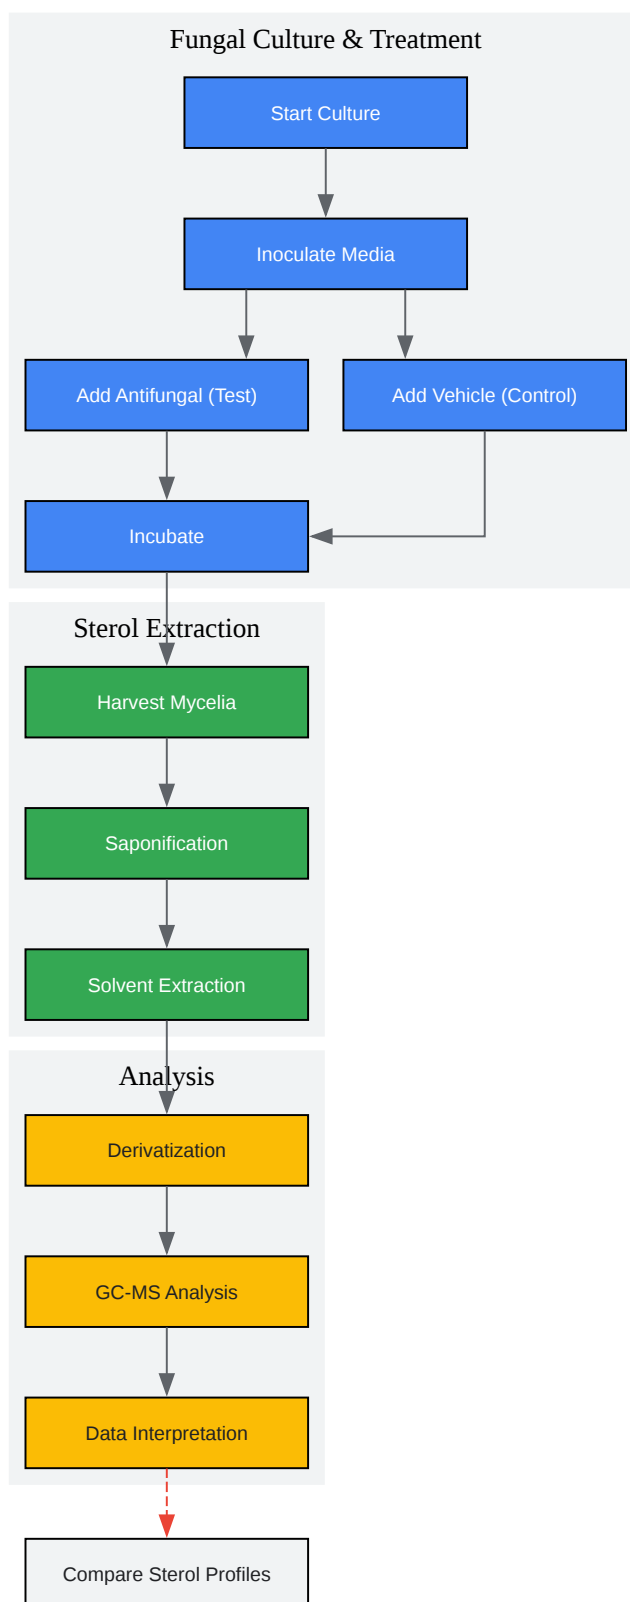 Fungal Culture & Treatment
Start Culture
Inoculate Media
Add Antifungal (Test)
Add Vehicle (Control)
Incubate
Sterol Extraction
Harvest Mycelia
Saponification
Solvent Extraction
Analysis
Derivatization
GC-MS Analysis
Data Interpretation
Compare Sterol Profiles